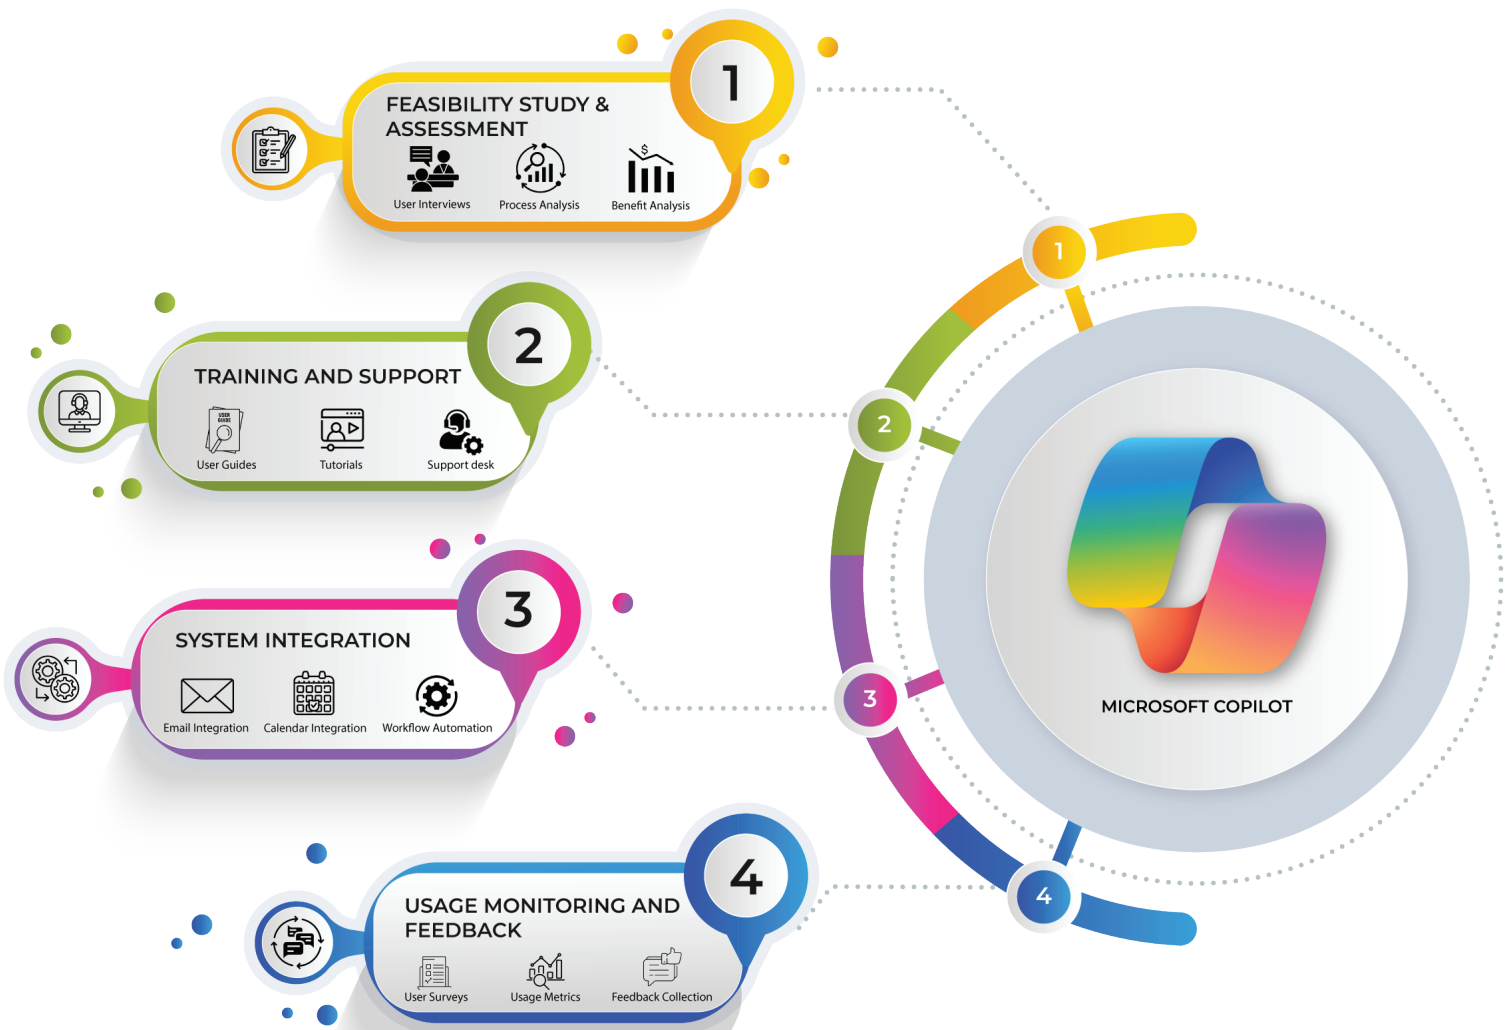 1
FEASIBILITY STUDY &
ASSESSMENT
User Interviews
Process Analysis
$
Benefit Analysis
2
TRAINING AND SUPPORT
USER
GUIDE
User Guides
Tutorials
Support desk
3
SYSTEM INTEGRATION
Email Integration
Calendar Integration
Workflow Automation
4
USAGE MONITORING AND
FEEDBACK
User Surveys
Usage Metrics
Feedback Collection
1
2
3
4
MICROSOFT COPILOT